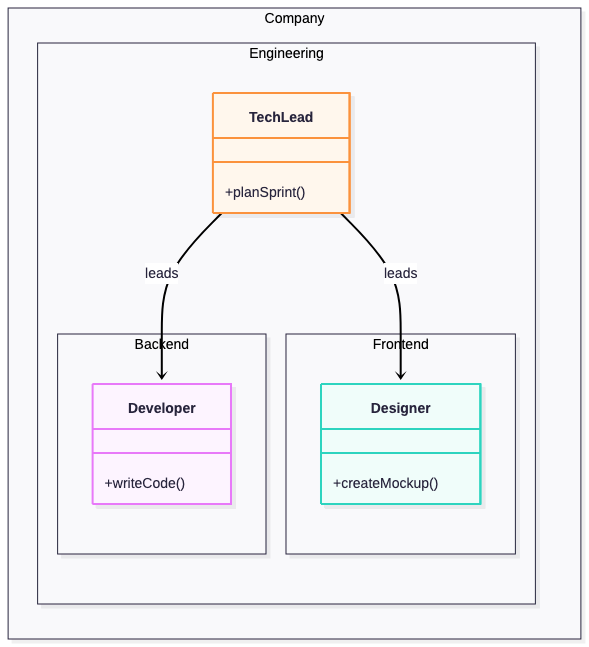 Company
Engineering
TechLead
+planSprint()
leads
leads
Backend
Frontend
Developer
Designer
+writeCode()
+createMockup()